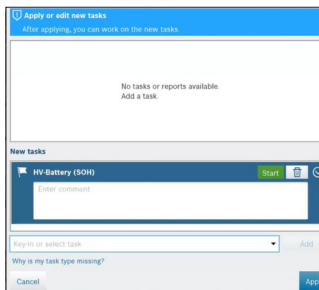 Apply or edit new tasks
After applying, you can work on the new tasks.
No tasks or reports available.
Add a task.
New tasks
HV-Battery (SOH)
Start
Enter comment
Key-in or select task
Add
Why is my task type missing?
Cancel
App